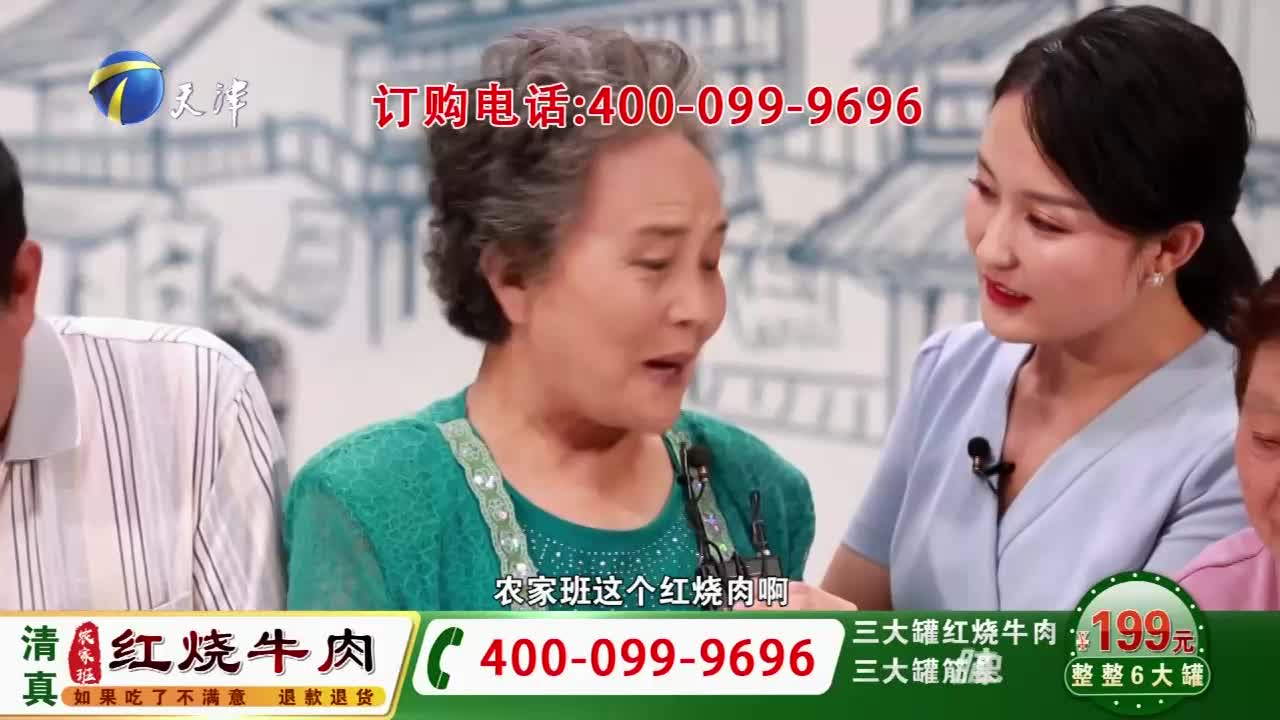 天津
订购电话:400-099-9696
农家班这个红烧肉啊
清真
农家班
红烧牛肉
如果吃了不满意 退款退货
400-099-9696
三大罐红烧牛肉
三大罐筋
¥199元
整整6大罐